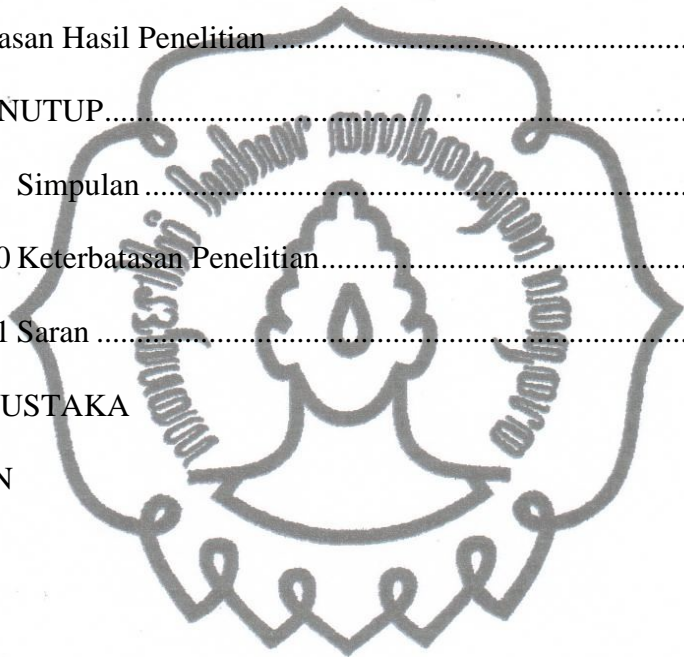 asan Hasil Penelitian ..........................................................
NUTUP..........................................................................
Simpulan ......................................................................
0 Keterbatasan Penelitian..................................................
1 Saran .........................................................................
USTAKA
N